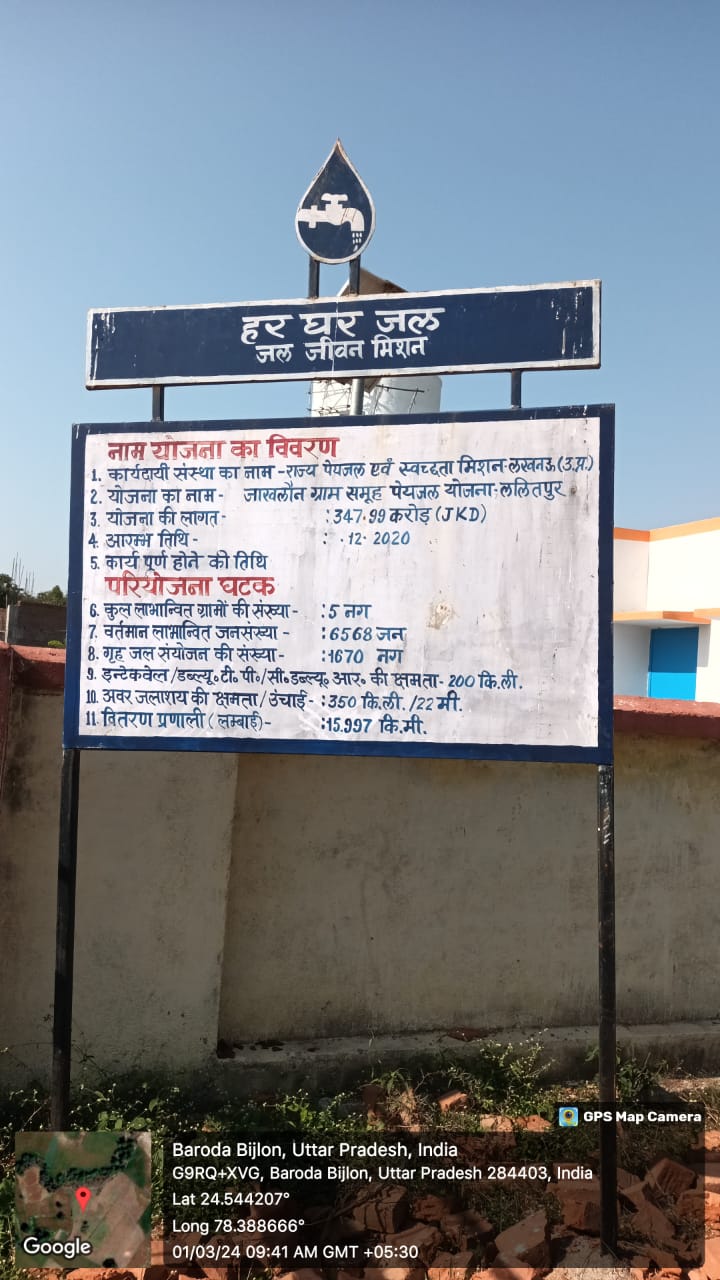 हर घर जल
जल जीवन मिशन
नाम योजना का विवरण
1. कार्यदायी संस्था का नाम -राज्य पेयजल एवं स्वच्छता मिशन-लखनऊ(उ.प्र.)
2. योजना का नाम- जाखलौन ग्राम समूह पेयजल योजना-ललितपुर
3. योजना की लागत- :347.99 करोड़ (JKD)
4. आरम्भ तिथि- : .12.2020
5. कार्य पूर्ण होने की तिथि
परियोजना घटक
6. कुल लाभान्वित ग्रामों की संख्या- :5 नग
7. वर्तमान लाभान्वित जनसंख्या- :6568 जन
8. गृह जल संयोजन की संख्या- :1670 नग
9. इन्टेकवेल/डब्ल्यू॰टी॰पी॰/सी॰डब्ल्यू॰आर॰ की क्षमता- 200 कि.ली.
10. अवर जलाशय की क्षमता/उंचाई- :350 कि.ली./22 मी.
11. वितरण प्रणाली(लम्बाई)- :15.997 कि.मी.
GPS Map Camera
Baroda Bijlon, Uttar Pradesh, India
G9RQ+XVG, Baroda Bijlon, Uttar Pradesh 284403, India
Lat 24.544207°
Long 78.388666°
01/03/24 09:41 AM GMT +05:30
Google